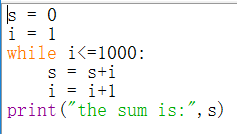 s = 0
i = 1
while i<=1000:
    s = s+i
    i = i+1
print("the sum is:",s)